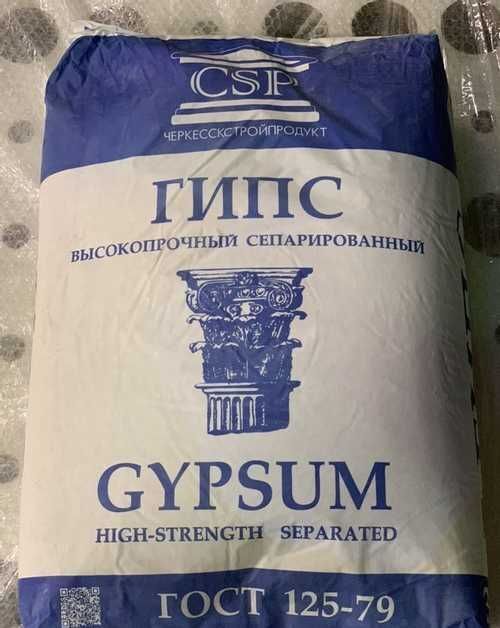 CSP
ЧЕРКЕССКСТРОЙПРОДУКТ
ГИПС
ВЫСОКОПРОЧНЫЙ СЕПАРИРОВАННЫЙ
GYPSUM
HIGH-STRENGTH SEPARATED
ГОСТ 125-79